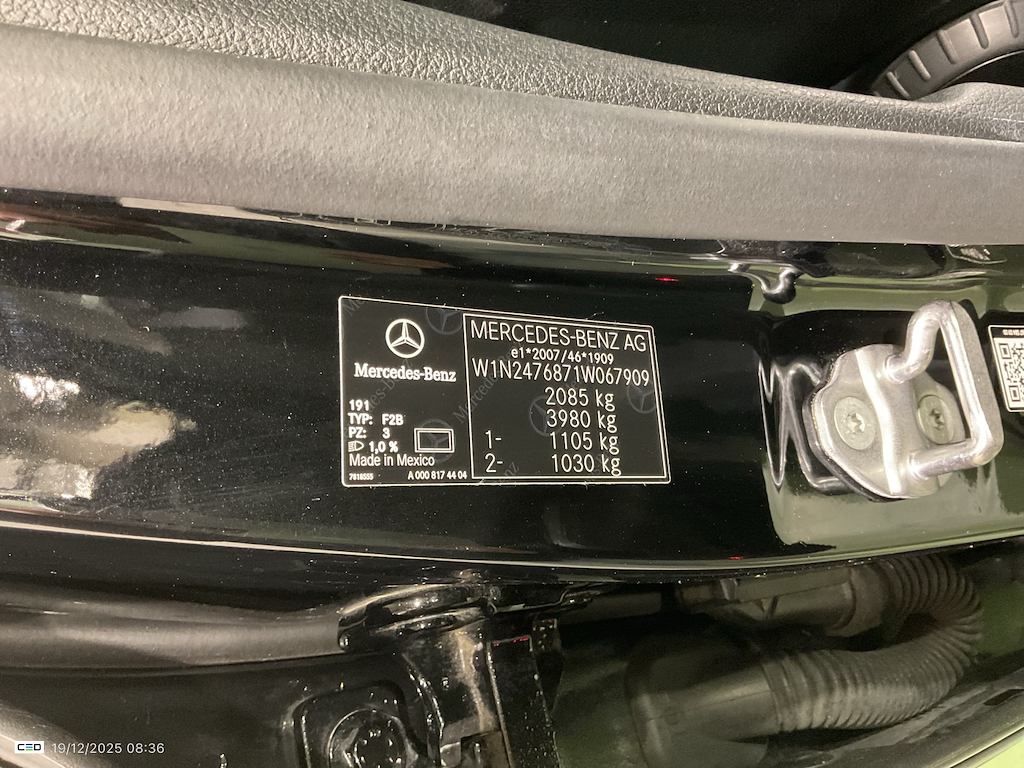 Mercedes-Benz
191
TYP: F2B
PZ: 3
1,0 %
Made in Mexico
7818555 A 000 817 44 04
MERCEDES-BENZ AG
e1*2007/46*1909
W1N2476871W067909
2085 kg
3980 kg
1- 1105 kg
2- 1030 kg
CEO 19/12/2025 08:36